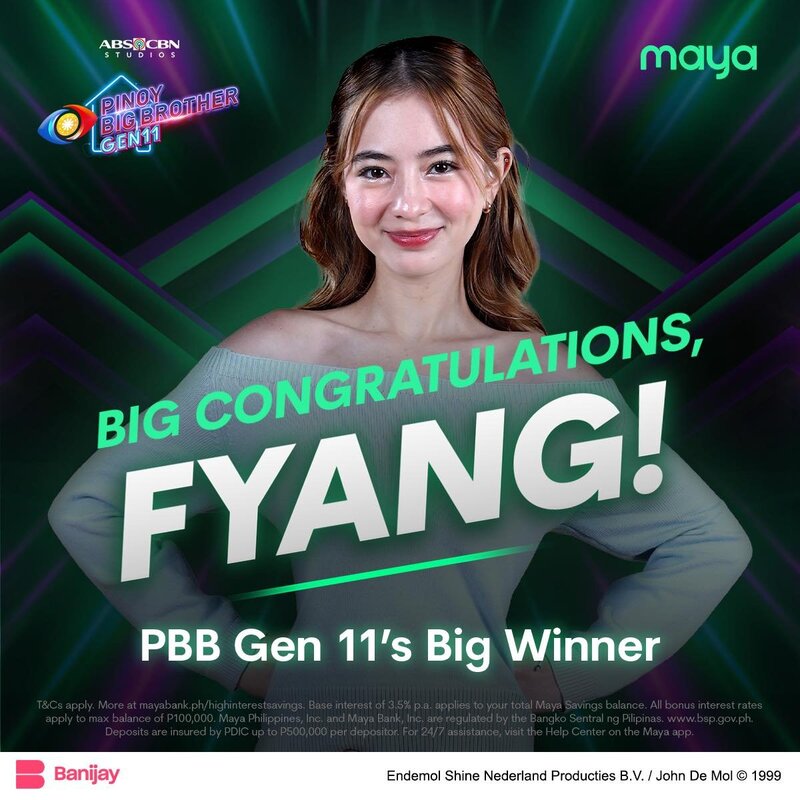 ABS-CBN
STUDIOS
maya
PINOY
BIG BROTHER
GEN11
BIG CONGRATULATIONS,
FYANG!
PBB Gen 11's Big Winner
T&Cs apply. More at mayabank.ph/highinterestsavings. Base interest of 3.5% p.a. applies to your total Maya Savings balance. All bonus interest rates
apply to max balance of P100,000. Maya Philippines, Inc. and Maya Bank, Inc. are regulated by the Bangko Sentral ng Pilipinas. www.bsp.gov.ph.
Deposits are insured by PDIC up to P500,000 per depositor. For 24/7 assistance, visit the Help Center on the Maya app.
Banijay
Endemol Shine Nederland Producties B.V. / John De Mol © 1999